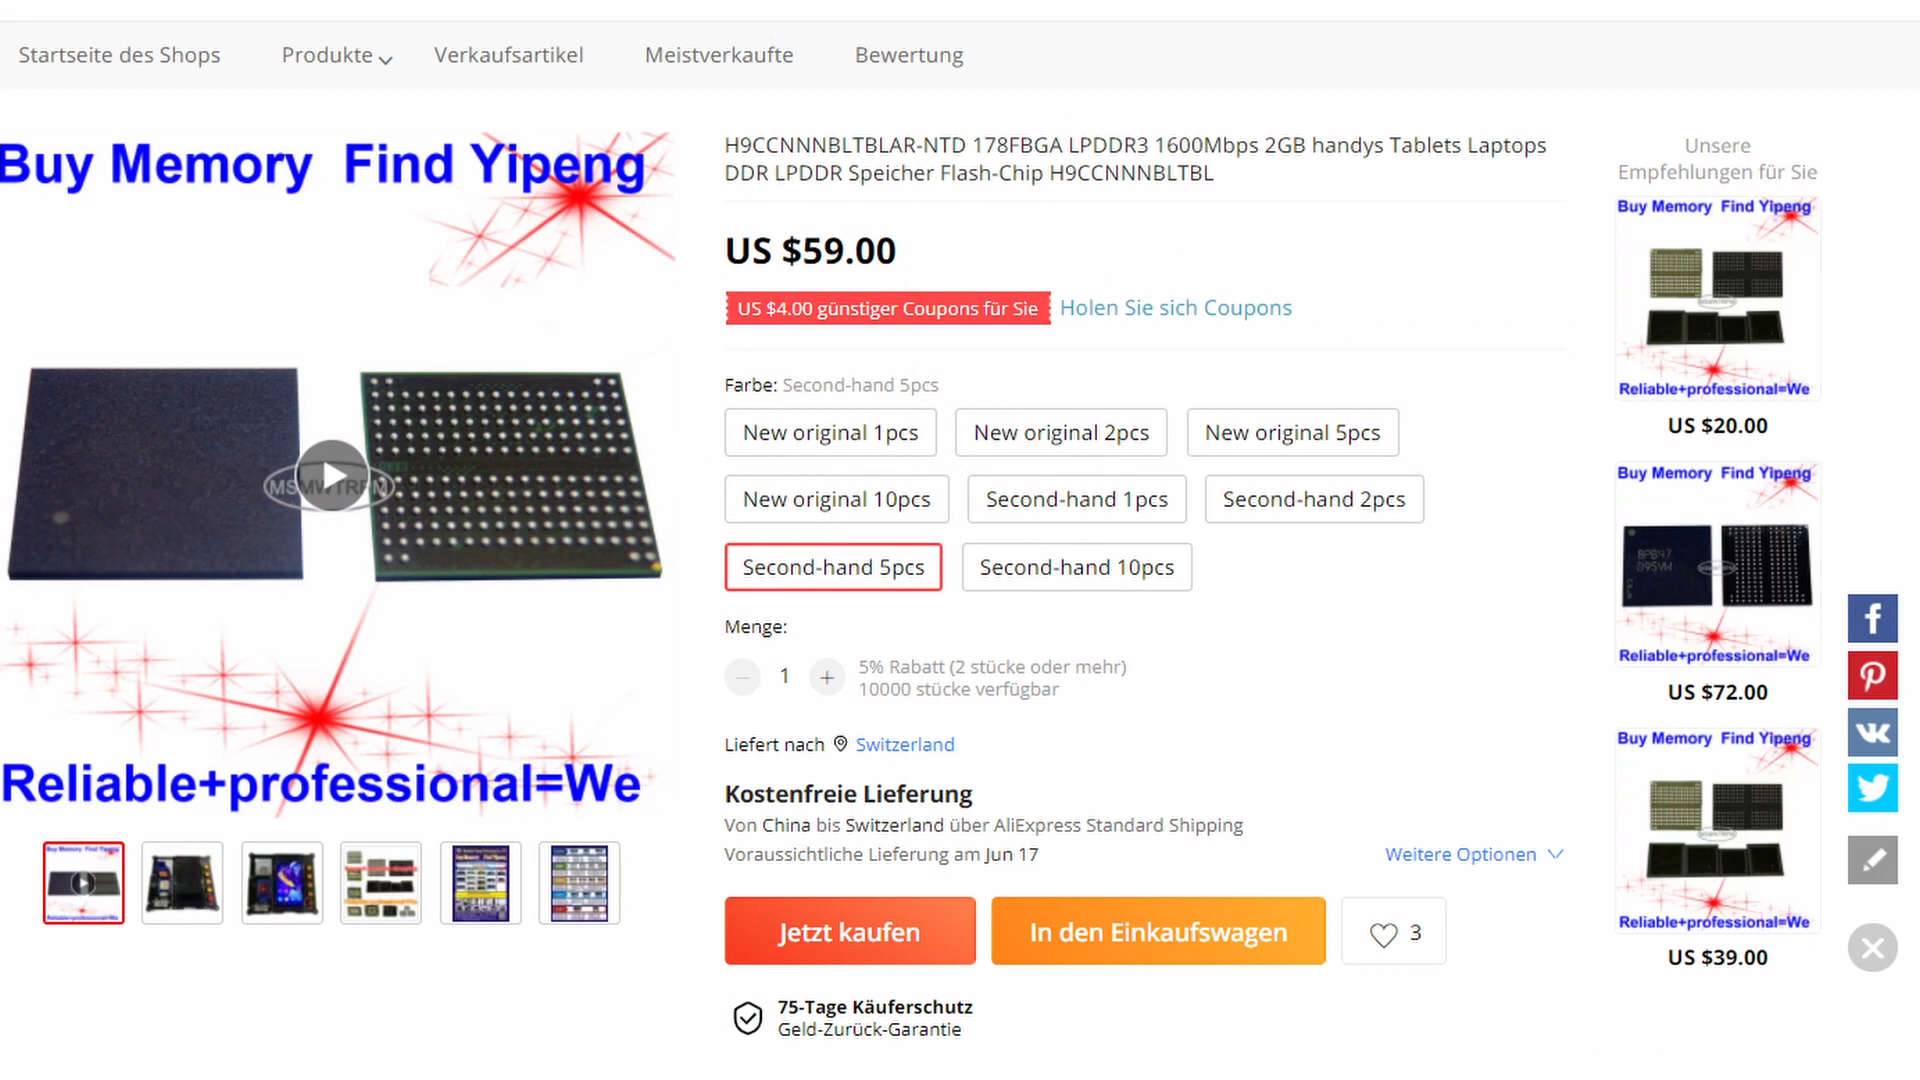 Startseite des Shops
Produkte
Verkaufsartikel
Meistverkaufte
Bewertung
Buy Memory Find Yipeng
MSMWTRPM
Reliable+professional=We
H9CCNNNBLTBLAR-NTD 178FBGA LPDDR3 1600Mbps 2GB handys Tablets Laptops
DDR LPDDR Speicher Flash-Chip H9CCNNNBLTBL
US $59.00
US $4.00 günstiger Coupons für Sie Holen Sie sich Coupons
Farbe: Second-hand 5pcs
New original 1pcs
New original 2pcs
New original 5pcs
New original 10pcs
Second-hand 1pcs
Second-hand 2pcs
Second-hand 5pcs
Second-hand 10pcs
Menge:
1
5% Rabatt (2 stücke oder mehr)
10000 stücke verfügbar
Liefert nach Switzerland
Kostenfreie Lieferung
Von China bis Switzerland über AliExpress Standard Shipping
Voraussichtliche Lieferung am Jun 17
Weitere Optionen
Jetzt kaufen
In den Einkaufswagen
3
75-Tage Käuferschutz
Geld-Zurück-Garantie
Unsere
Empfehlungen für Sie
Buy Memory Find Yipeng
Reliable+professional=We
US $20.00
Buy Memory Find Yipeng
Reliable+professional=We
US $72.00
Buy Memory Find Yipeng
Reliable+professional=We
US $39.00